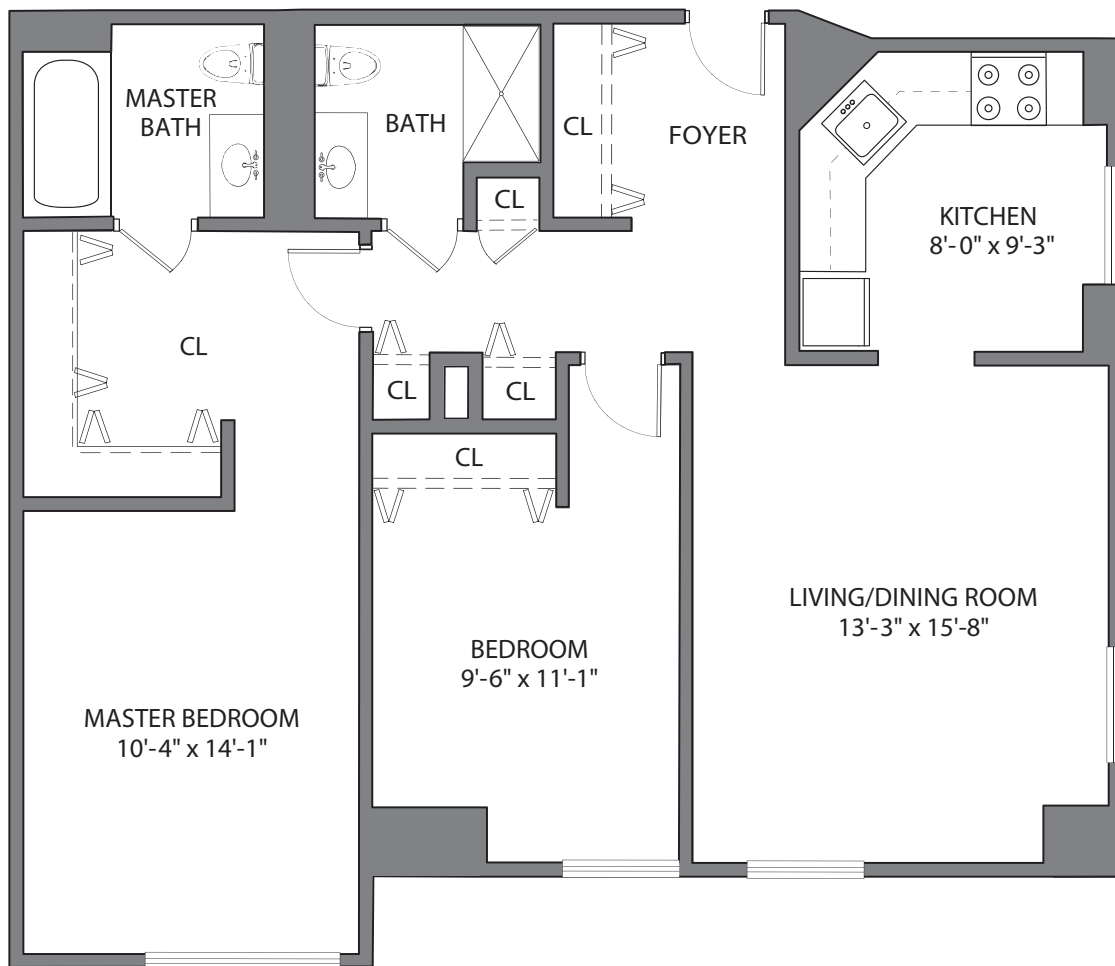 MASTER
BATH
BATH
CL
FOYER
CL
KITCHEN
8'-0" x 9'-3"
CL
CL
CL
CL
LIVING/DINING ROOM
13'-3" x 15'-8"
BEDROOM
9'-6" x 11'-1"
MASTER BEDROOM
10'-4" x 14'-1"